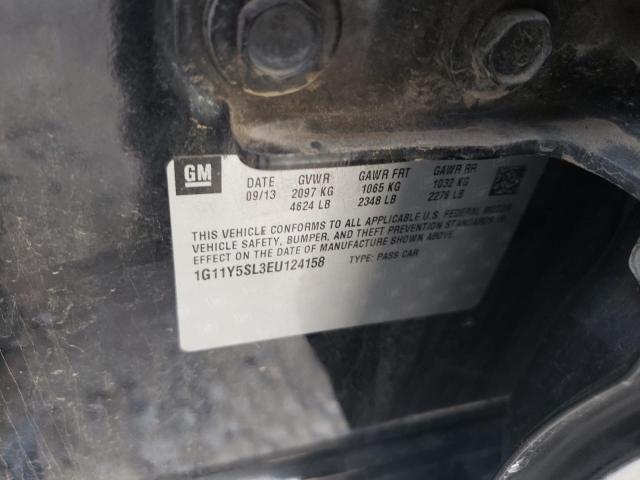 GM DATE GVWR GAWR FRT GAWR RR
09/13 2097 KG 1065 KG 1032 KG
4624 LB 2348 LB 2276 LB
THIS VEHICLE CONFORMS TO ALL APPLICABLE U.S. FEDERAL MOTOR
VEHICLE SAFETY, BUMPER, AND THEFT PREVENTION STANDARDS IN
EFFECT ON THE DATE OF MANUFACTURE SHOWN ABOVE.
1G11Y5SL3EU124158 TYPE: PASS CAR